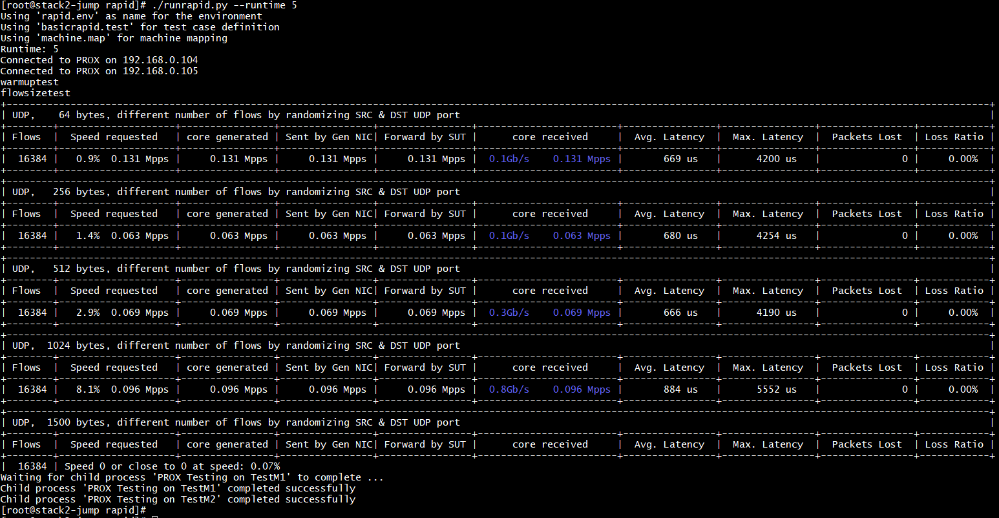 [root@stack2-jump rapid]# ./runrapid.py --runtime 5
Using 'rapid.env' as name for the environment
Using 'basicrapid.test' for test case definition
Using 'machine.map' for machine mapping
Runtime: 5
Connected to PROX on 192.168.0.104
Connected to PROX on 192.168.0.105
warmuptest
flowsizetest
| UDP,    64 bytes, different number of flows by randomizing SRC & DST UDP port |
| Flows | Speed requested | core generated | Sent by Gen NIC| Forward by SUT | core received | Avg. Latency | Max. Latency | Packets Lost | Loss Ratio |
| 16384 | 0.9% 0.131 Mpps | 0.131 Mpps | 0.131 Mpps | 0.131 Mpps | 0.1Gb/s 0.131 Mpps | 669 us | 4200 us | 0 | 0.00% |
| UDP,   256 bytes, different number of flows by randomizing SRC & DST UDP port |
| Flows | Speed requested | core generated | Sent by Gen NIC| Forward by SUT | core received | Avg. Latency | Max. Latency | Packets Lost | Loss Ratio |
| 16384 | 1.4% 0.063 Mpps | 0.063 Mpps | 0.063 Mpps | 0.063 Mpps | 0.1Gb/s 0.063 Mpps | 680 us | 4254 us | 0 | 0.00% |
| UDP,   512 bytes, different number of flows by randomizing SRC & DST UDP port |
| Flows | Speed requested | core generated | Sent by Gen NIC| Forward by SUT | core received | Avg. Latency | Max. Latency | Packets Lost | Loss Ratio |
| 16384 | 2.9% 0.069 Mpps | 0.069 Mpps | 0.069 Mpps | 0.069 Mpps | 0.3Gb/s 0.069 Mpps | 666 us | 4190 us | 0 | 0.00% |
| UDP,  1024 bytes, different number of flows by randomizing SRC & DST UDP port |
| Flows | Speed requested | core generated | Sent by Gen NIC| Forward by SUT | core received | Avg. Latency | Max. Latency | Packets Lost | Loss Ratio |
| 16384 | 8.1% 0.096 Mpps | 0.096 Mpps | 0.096 Mpps | 0.096 Mpps | 0.8Gb/s 0.096 Mpps | 884 us | 5552 us | 0 | 0.00% |
| UDP,  1500 bytes, different number of flows by randomizing SRC & DST UDP port |
| Flows | Speed requested | core generated | Sent by Gen NIC| Forward by SUT | core received | Avg. Latency | Max. Latency | Packets Lost | Loss Ratio |
| 16384 | Speed 0 or close to 0 at speed: 0.07%
Waiting for child process 'PROX Testing on TestM1' to complete ...
Child process 'PROX Testing on TestM1' completed successfully
Child process 'PROX Testing on TestM2' completed successfully
[root@stack2-jump rapid]#